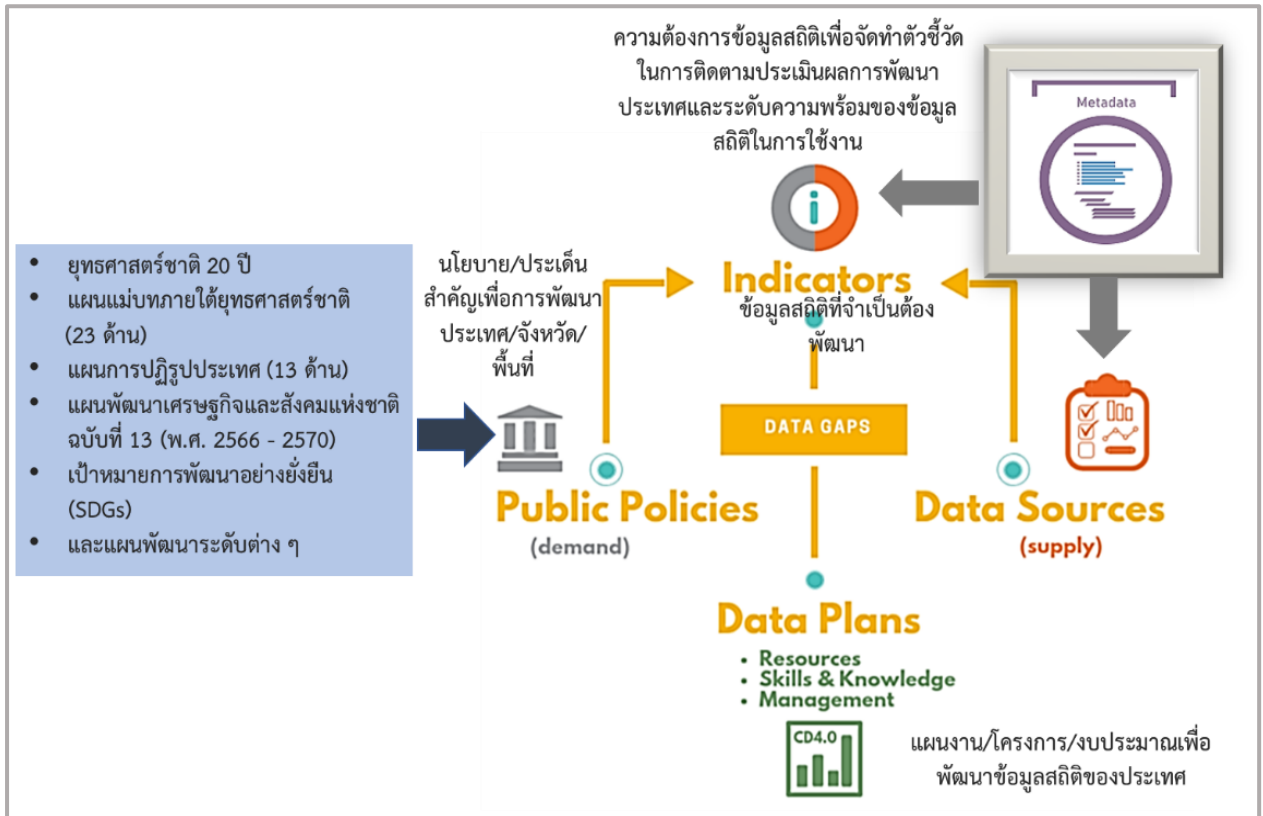 ความต้องการข้อมูลสถิติเพื่อจัดทำตัวชี้วัด
ในการติดตามประเมินผลการพัฒนา
ประเทศและระดับความพร้อมของข้อมูล
สถิติในการใช้งาน
Metadata
i
• ยุทธศาสตร์ชาติ 20 ปี
• แผนแม่บทภายใต้ยุทธศาสตร์ชาติ
(23 ด้าน)
• แผนการปฏิรูปประเทศ (13 ด้าน)
• แผนพัฒนาเศรษฐกิจและสังคมแห่งชาติ
ฉบับที่ 13 (พ.ศ. 2566 - 2570)
• เป้าหมายการพัฒนาอย่างยั่งยืน
(SDGs)
• และแผนพัฒนาระดับต่าง ๆ
นโยบาย/ประเด็น
สำคัญเพื่อการพัฒนา
ประเทศ/จังหวัด/
พื้นที่
Indicators
ข้อมูลสถิติที่จำเป็นต้อง
พัฒนา
DATA GAPS
Public Policies
(demand)
Data Sources
(supply)
Data Plans
• Resources
• Skills & Knowledge
• Management
CD4.0
แผนงาน/โครงการ/งบประมาณเพื่อ
พัฒนาข้อมูลสถิติของประเทศ